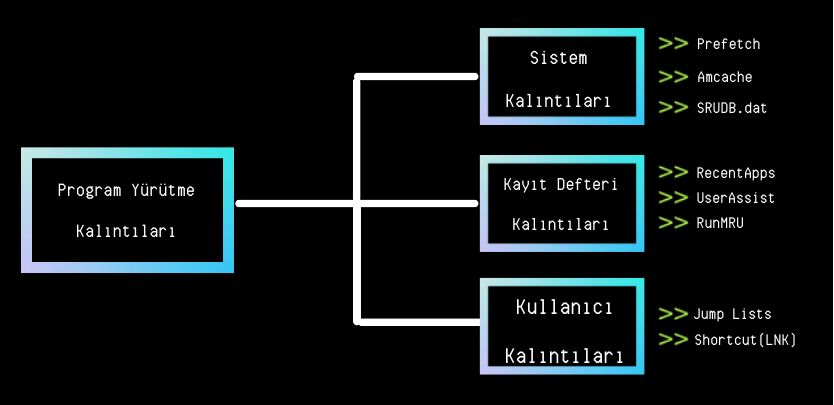 Program Yürütme
Kalıntıları
Sistem
Kalıntıları
>> Prefetch
>> Amcache
>> SRUDB.dat
Kayıt Defteri
Kalıntıları
>> RecentApps
>> UserAssist
>> RunMRU
Kullanıcı
Kalıntıları
>> Jump Lists
>> Shortcut(LNK)